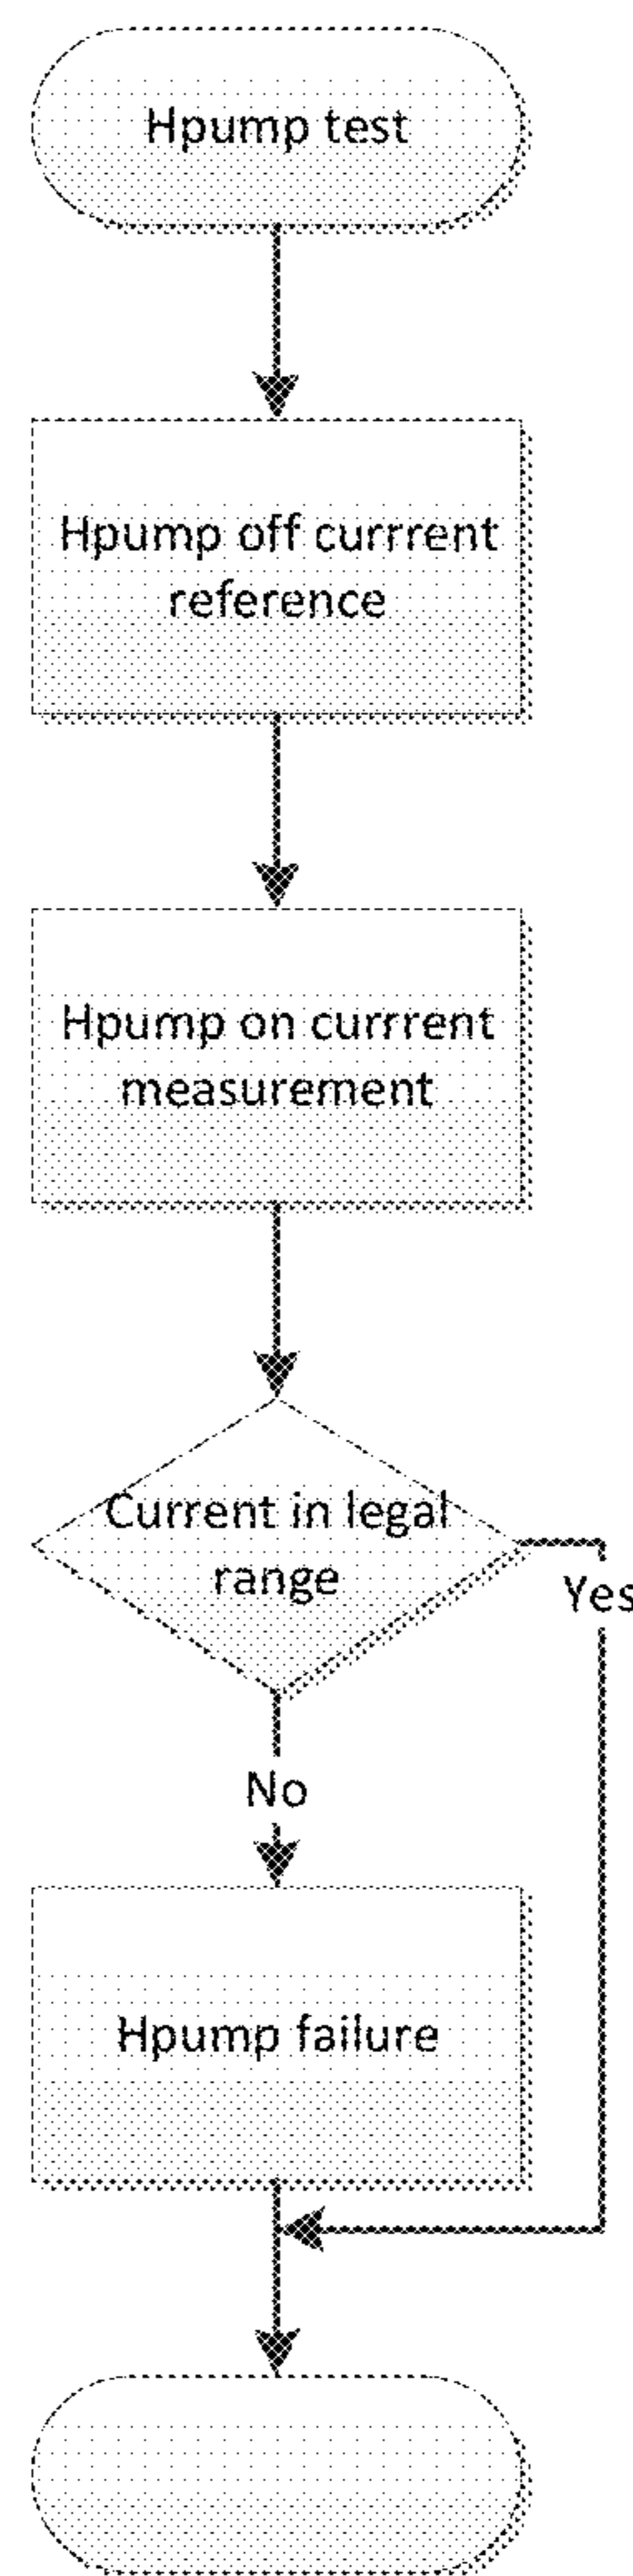 Hpump test
Hpump off currrent
reference
Hpump on currrent
measurement
Current in legal
range
Yes
No
Hpump failure